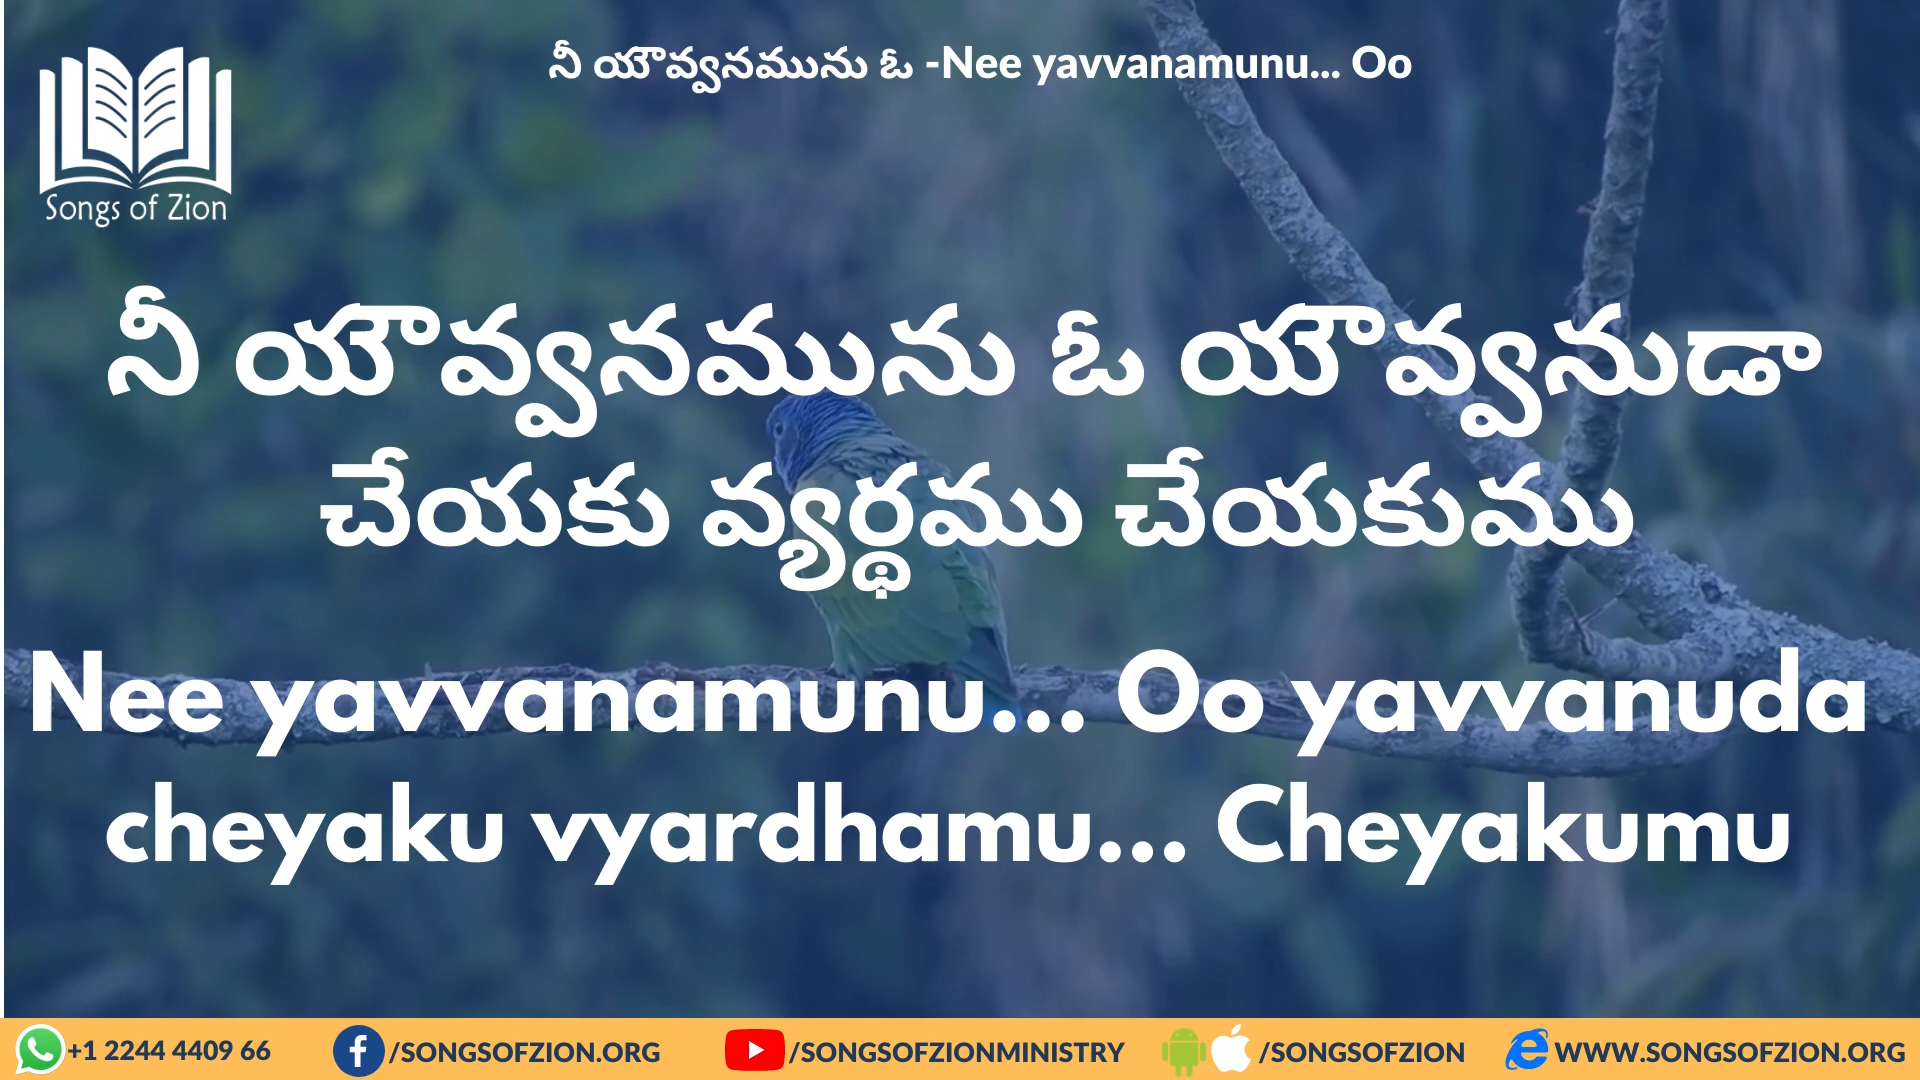 నీ యౌవ్వనమును ఓ -Nee yavvanamunu... Oo
Songs of Zion
నీ యౌవ్వనమును ఓ యౌవ్వనుడా
చేయకు వ్యర్థము చేయకుము
Nee yavvanamunu... Oo yavvanuda
cheyaku vyardhamu... Cheyakumu
+1 2244 4409 66 /SONGSOFZION.ORG /SONGSOFZIONMINISTRY /SONGSOFZION WWW.SONGSOFZION.ORG